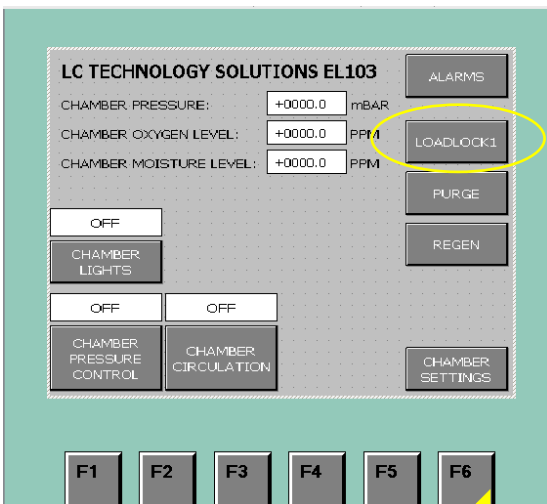 LC TECHNOLOGY SOLUTIONS EL103
ALARMS
CHAMBER PRESSURE: +0000.0 mBAR
CHAMBER OXYGEN LEVEL: +0000.0 PPM
LOADLOCK1
CHAMBER MOISTURE LEVEL: +0000.0 PPM
PURGE
OFF
REGEN
CHAMBER
LIGHTS
OFF OFF
CHAMBER
PRESSURE
CONTROL
CHAMBER
CIRCULATION
CHAMBER
SETTINGS
F1 F2 F3 F4 F5 F6